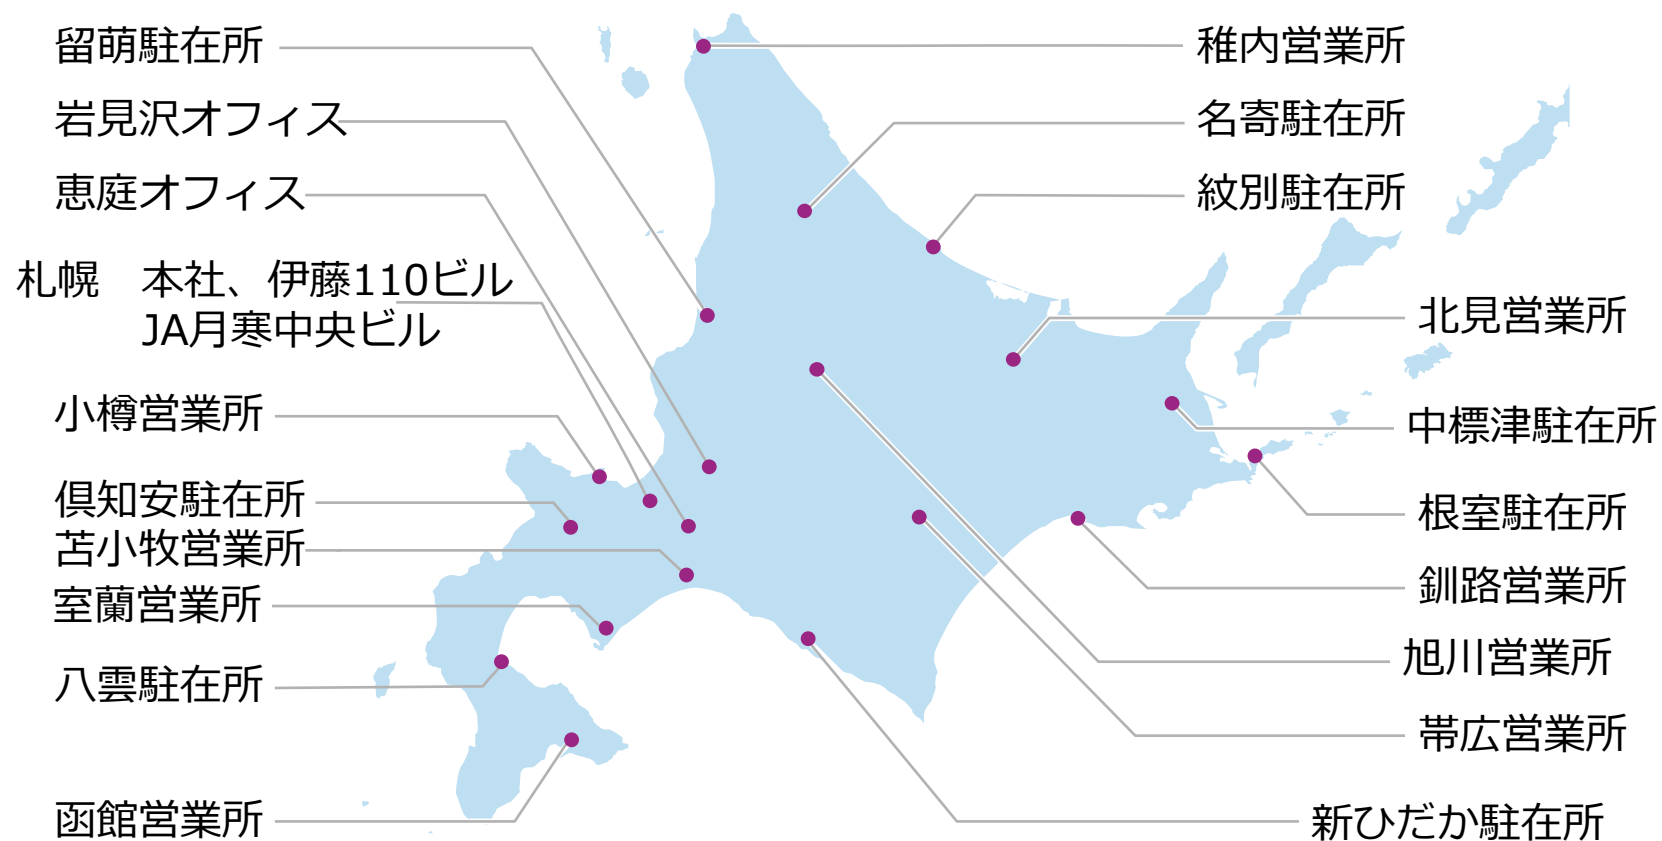 留萌駐在所
岩見沢オフィス
恵庭オフィス
札幌　本社、伊藤110ビル
JA月寒中央ビル
小樽営業所
倶知安駐在所
苫小牧営業所
室蘭営業所
八雲駐在所
函館営業所
稚内営業所
名寄駐在所
紋別駐在所
北見営業所
中標津駐在所
根室駐在所
釧路営業所
旭川営業所
帯広営業所
新ひだか駐在所